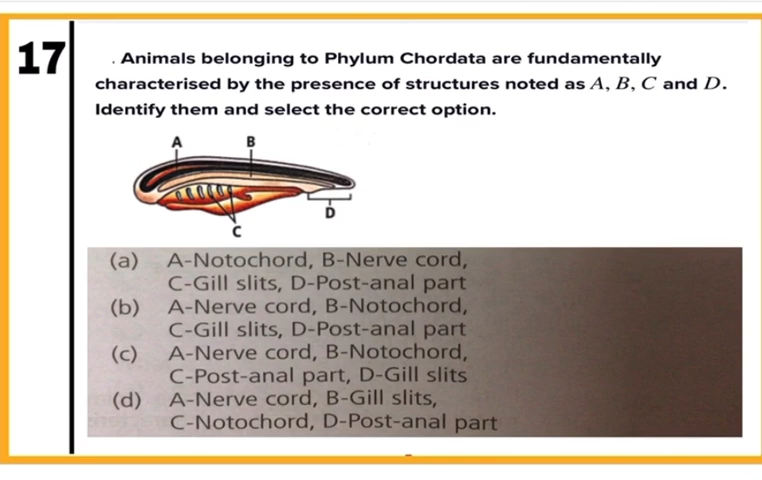 17
. Animals belonging to Phylum Chordata are fundamentally
characterised by the presence of structures noted as A, B, C and D.
Identify them and select the correct option.
A B
D
C
(a) A-Notochord, B-Nerve cord,
C-Gill slits, D-Post-anal part
(b) A-Nerve cord, B-Notochord,
C-Gill slits, D-Post-anal part
(c) A-Nerve cord, B-Notochord,
C-Post-anal part, D-Gill slits
(d) A-Nerve cord, B-Gill slits,
C-Notochord, D-Post-anal part